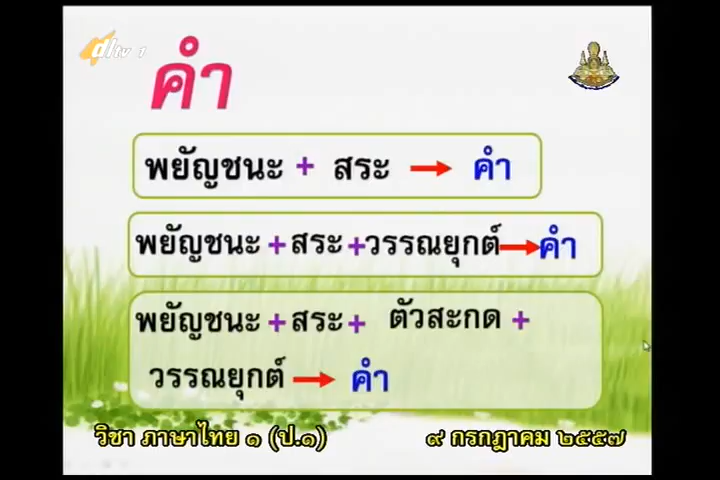 dltv 1
คำ
พยัญชนะ + สระ → คำ
พยัญชนะ + สระ + วรรณยุกต์ → คำ
พยัญชนะ + สระ + ตัวสะกด +
วรรณยุกต์ → คำ
วิชา ภาษาไทย ๑ (ป.๑)
๙ กรกฎาคม ๒๕๕๗